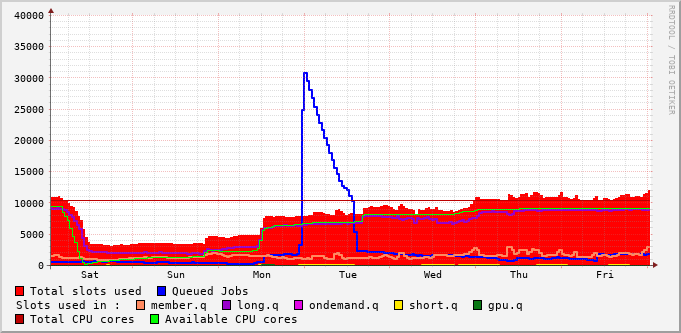 40000
35000
30000
25000
20000
15000
10000
5000
0
Sat Sun Mon Tue Wed Thu Fri
Total slots used Queued Jobs
Slots used in : member.q long.q ondemand.q short.q gpu.q
Total CPU cores Available CPU cores
RRDTOOL / TOBI OETIKER